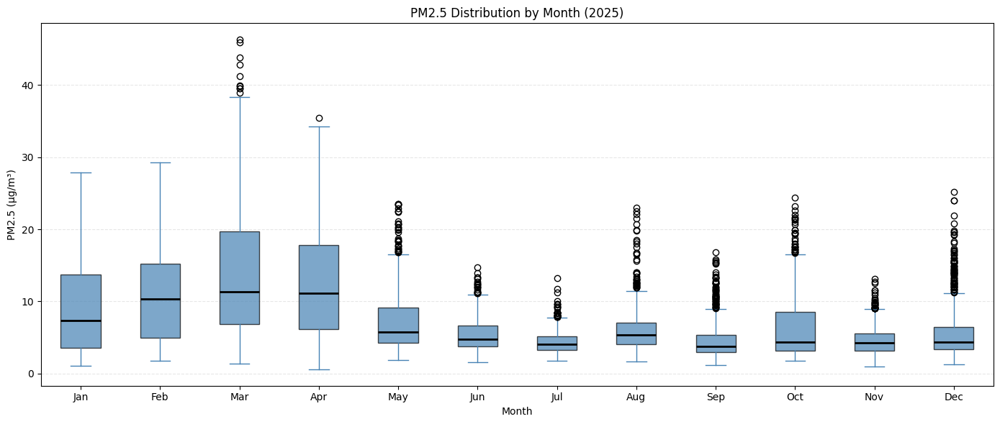 PM2.5 Distribution by Month (2025)
PM2.5 (μg/m³)
40
30
20
10
0
Jan Feb Mar Apr May Jun Jul Aug Sep Oct Nov Dec
Month